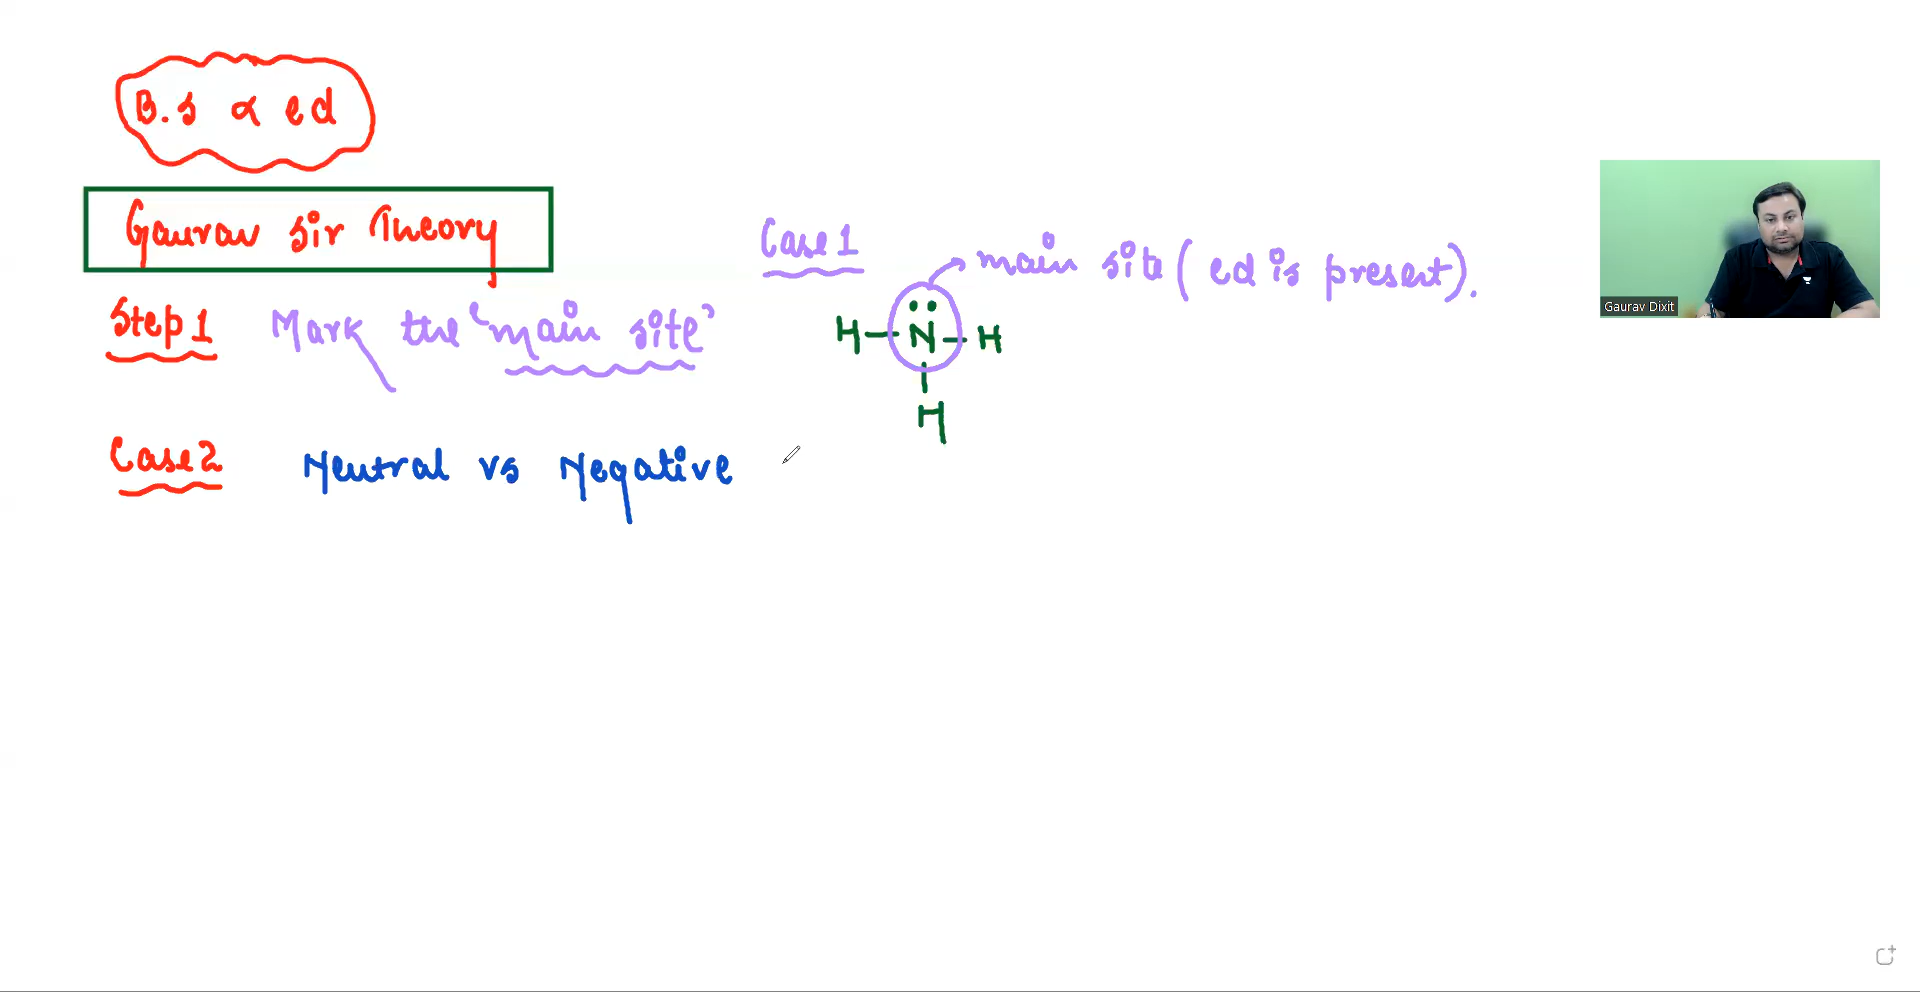 B.s ∝ ed
Gaurav Sir Theory
Case 1
main site (ed is present).
Step 1 Mark the 'main site'
H-N-H
H
Case 2 Neutral vs Negative
Gaurav Dixit